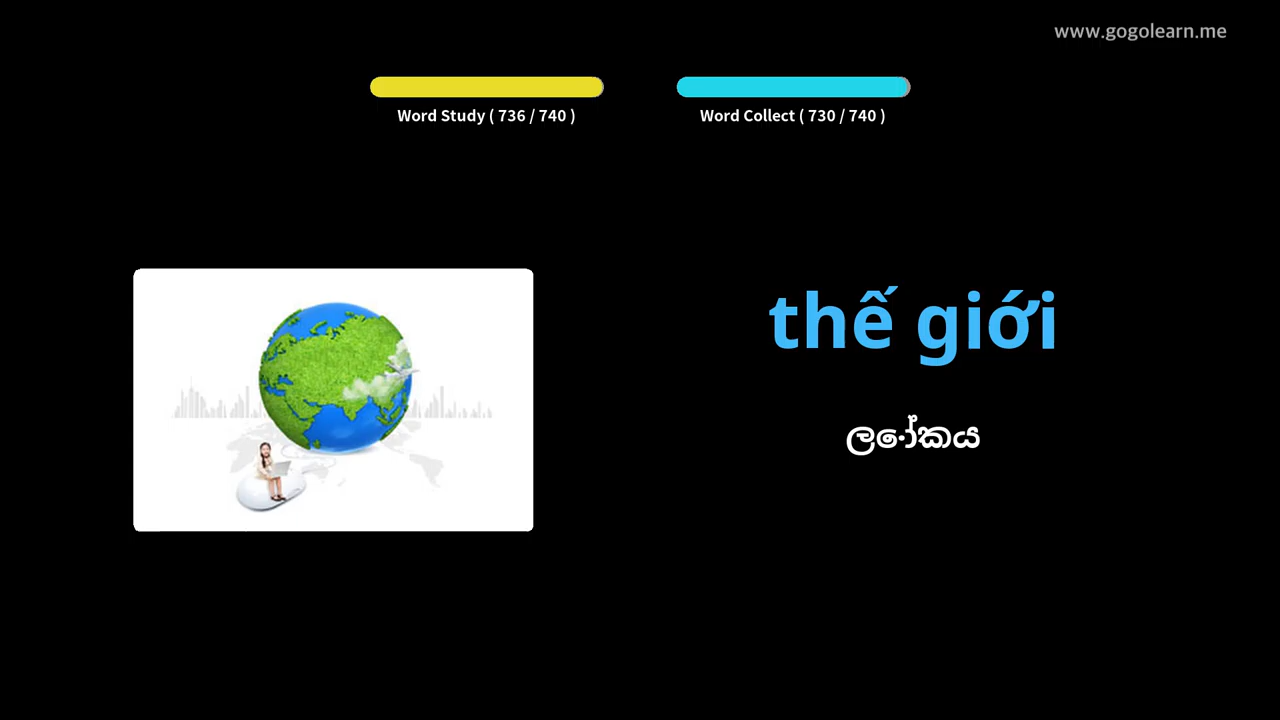 www.gogolearn.me
Word Study ( 736 / 740 )
Word Collect ( 730 / 740 )
thế giới
ලෝකය